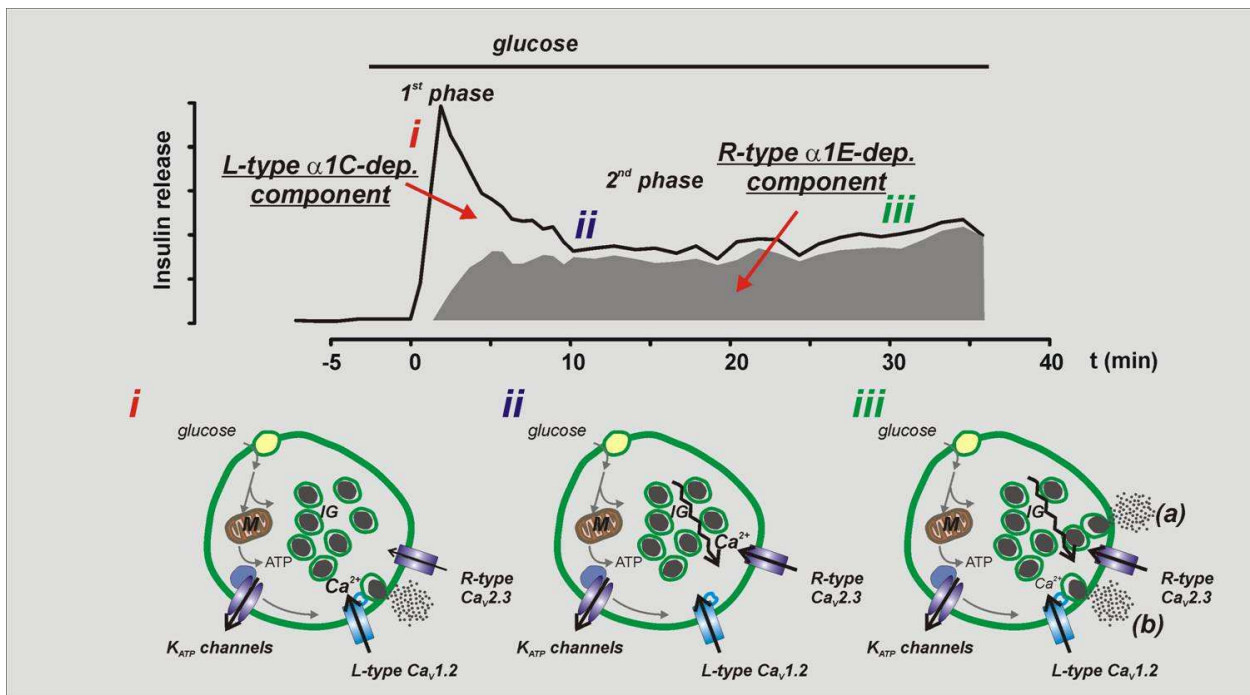 glucose
1st phase
i
L-type α1C-dep.
component
R-type α1E-dep.
component
2nd phase
ii
iii
Insulin release
-5 0 10 20 30 40 t (min)
i
glucose
IG
M
ATP
Ca2+
R-type
Cav2.3
KATP channels
L-type Cav1.2
ii
glucose
IG
M
Ca2+
ATP
R-type
Cav2.3
KATP channels
L-type Cav1.2
iii
glucose
IG
(a)
M
ATP
Ca2+
R-type
Cav2.3
(b)
KATP channels
L-type Cav1.2